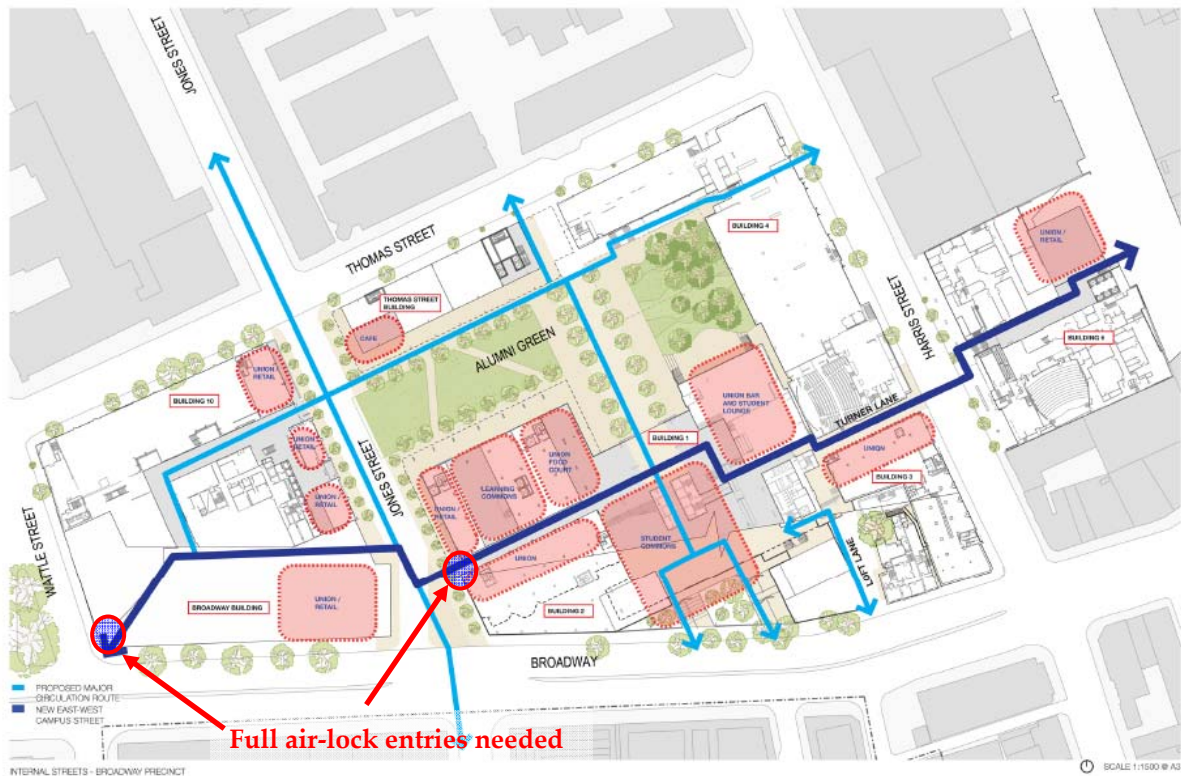 JONES STREET
THOMAS STREET
BUILDING 4
UNION /
RETAIL
THOMAS STREET
BUILDING
HARRIS STREET
CAFE
BUILDING 6
ALUMNI GREEN
UNION /
RETAIL
BUILDING 10
UNION BAR
AND STUDENT
LOUNGE
TURNER LANE
UNION /
RETAIL
BUILDING 1
UNION
FOOD
COURT
UNION
LEARNING
COMMONS
BUILDING 3
JONES STREET
UNION /
RETAIL
UNION /
RETAIL
WATTLE STREET
STUDENT
COMMONS
UNION
LOFT LANE
UNION /
RETAIL
BROADWAY BUILDING
BUILDING 2
BROADWAY
PROPOSED MAJOR
CIRCULATION ROUTE
NEW EAST-WEST
CAMPUS STREET
Full air-lock entries needed
INTERNAL STREETS - BROADWAY PRECINCT
SCALE 1:1500 @ A3